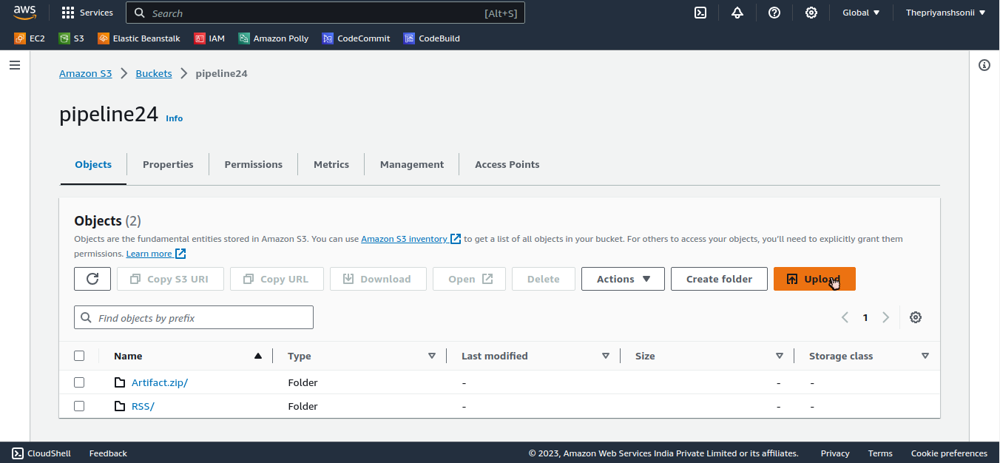 aws Services Search [Alt+S] Global Thepriyanshsonii
EC2 S3 Elastic Beanstalk IAM Amazon Polly CodeCommit CodeBuild
Amazon S3 Buckets pipeline24
pipeline24 Info
Objects Properties Permissions Metrics Management Access Points
Objects (2)
Objects are the fundamental entities stored in Amazon S3. You can use Amazon S3 inventory to get a list of all objects in your bucket. For others to access your objects, you'll need to explicitly grant them
permissions. Learn more
Copy S3 URI Copy URL Download Open Delete Actions Create folder Upload
Find objects by prefix 1
Name Type Last modified Size Storage class
Artifact.zip/ Folder - - -
RSS/ Folder - - -
CloudShell Feedback © 2023, Amazon Web Services India Private Limited or its affiliates. Privacy Terms Cookie preferences